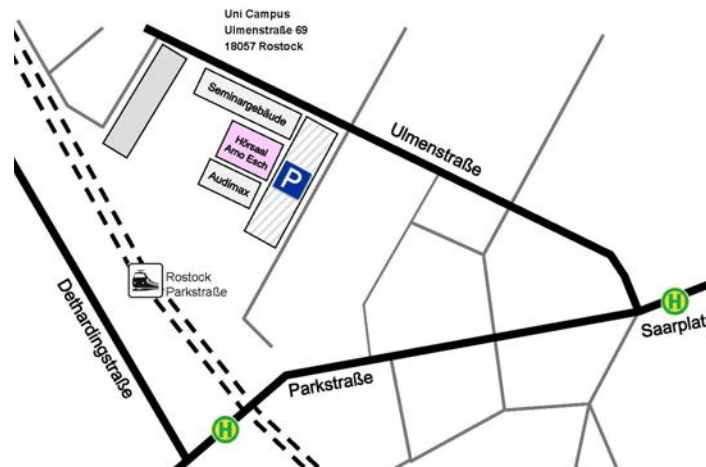 Uni Campus
Ulmenstraße 69
18057 Rostock
Seminargebäude
Hörsaal
Arno Esch
Audimax
P
Ulmenstraße
Rostock
Parkstraße
Dethardingstraße
H
Saarplat
Parkstraße
H